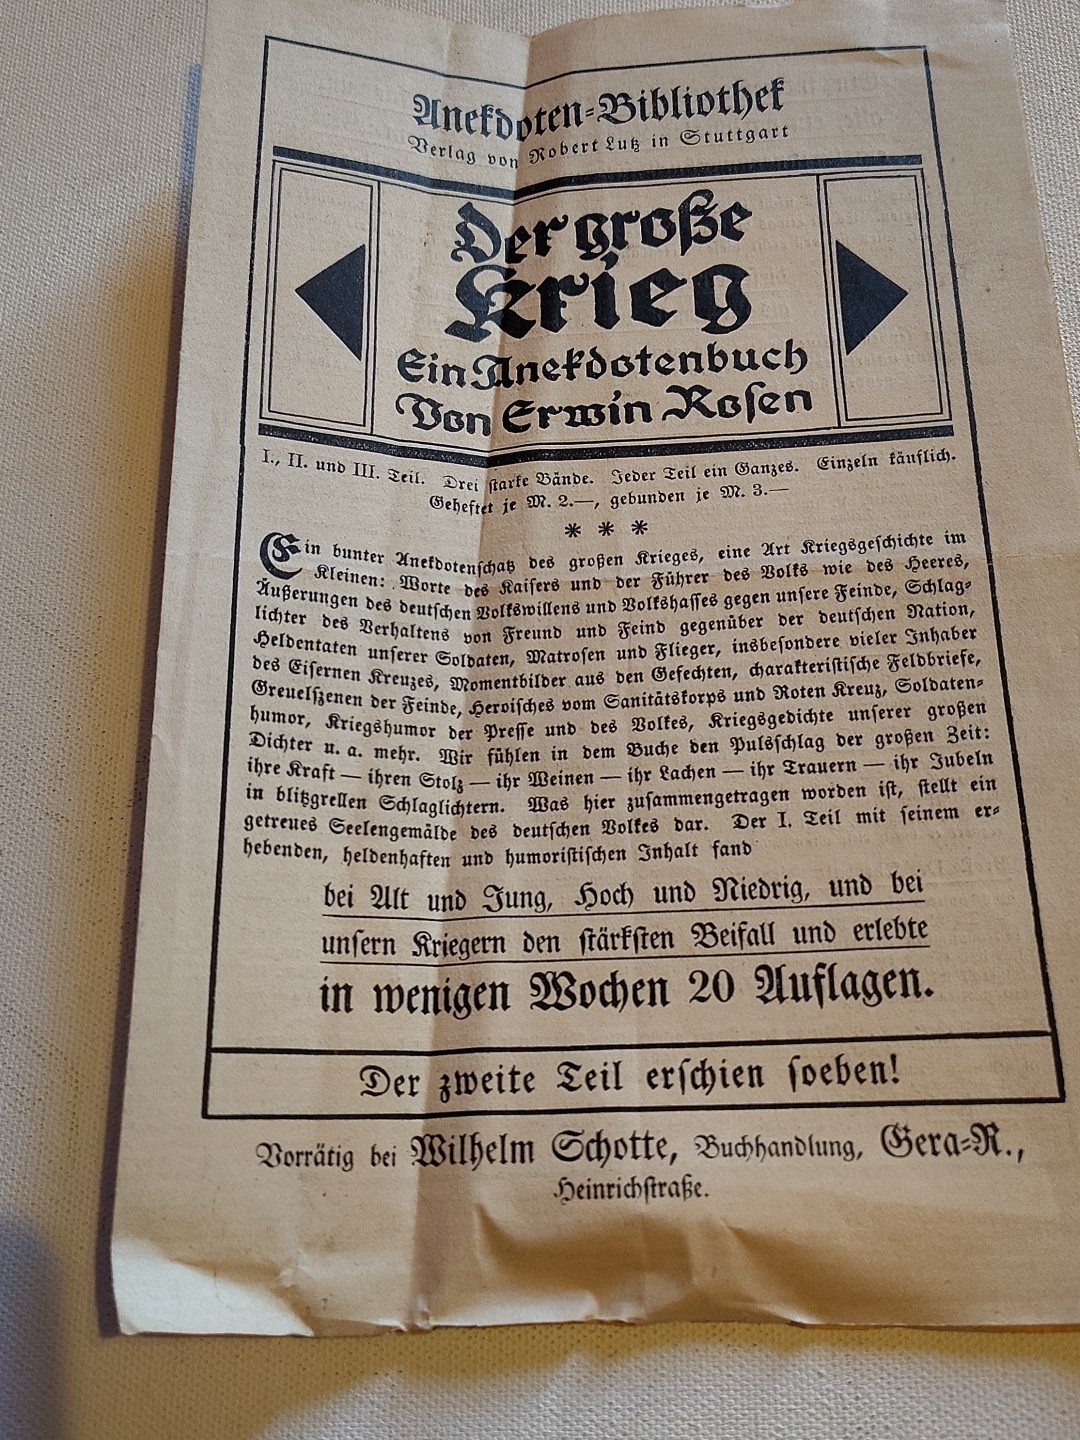 Anekdoten-Bibliothek
Verlag von Robert Lutz in Stuttgart
Der große
Krieg
Ein Anekdotenbuch
Von Erwin Rosen
I., II. und III. Teil. Drei starke Bände. Jeder Teil ein Ganzes. Einzeln käuflich.
Geheftet je M. 2.—, gebunden je M. 3.—
* * *
Ein bunter Anekdotenschatz des großen Krieges, eine Art Kriegsgeschichte im
Kleinen: Worte des Kaisers und der Führer des Volks wie des Heeres,
Äußerungen des deutschen Volkswillens und Volkshasses gegen unsere Feinde, Schlag-
lichter des Verhaltens von Freund und Feind gegenüber der deutschen Nation,
Heldentaten unserer Soldaten, Matrosen und Flieger, insbesondere vieler Inhaber
des Eisernen Kreuzes, Momentbilder aus den Gefechten, charakteristische Feldbriefe,
Greuelszenen der Feinde, Heroisches vom Sanitätskorps und Roten Kreuz, Soldaten-
humor, Kriegshumor der Presse und des Volkes, Kriegsgedichte unserer großen
Dichter u. a. mehr. Wir fühlen in dem Buche den Pulsschlag der großen Zeit:
ihre Kraft — ihren Stolz — ihr Weinen — ihr Lachen — ihr Trauern — ihr Jubeln
in blitzgrellen Schlaglichtern. Was hier zusammengetragen worden ist, stellt ein
getreues Seelengemälde des deutschen Volkes dar. Der I. Teil mit seinem er-
hebenden, heldenhaften und humoristischen Inhalt fand
bei Alt und Jung, Hoch und Niedrig, und bei
unsern Kriegern den stärksten Beifall und erlebte
in wenigen Wochen 20 Auflagen.
Der zweite Teil erschien soeben!
Vorrätig bei Wilhelm Schotte, Buchhandlung, Gera-R.,
Heinrichstraße.